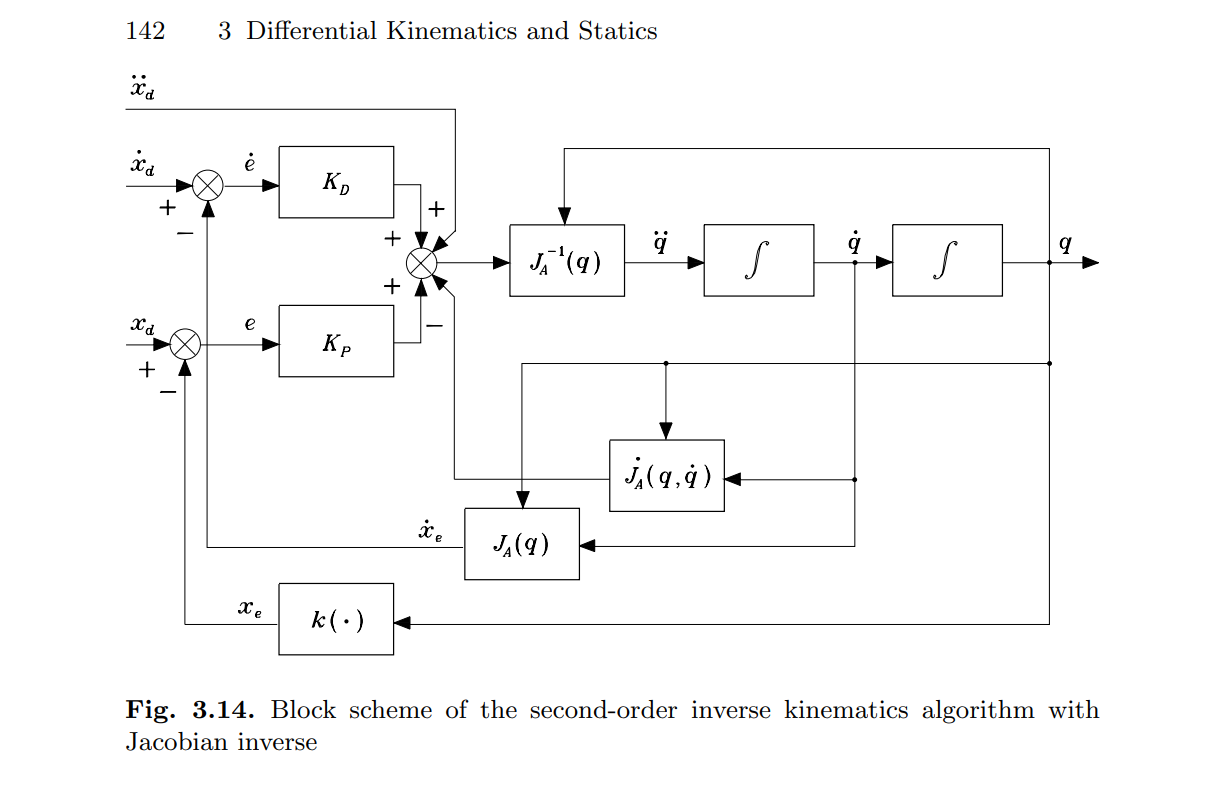 142 3 Differential Kinematics and Statics
ẍ_d
ẋ_d
+
−
ė
K_D
+
+
+
−
x_d
+
−
e
K_P
J_A^{-1}(q)
q̈
∫
q̇
∫
q
J̇_A(q,q̇)
ẋ_e
J_A(q)
x_e
k(·)
Fig. 3.14. Block scheme of the second-order inverse kinematics algorithm with
Jacobian inverse